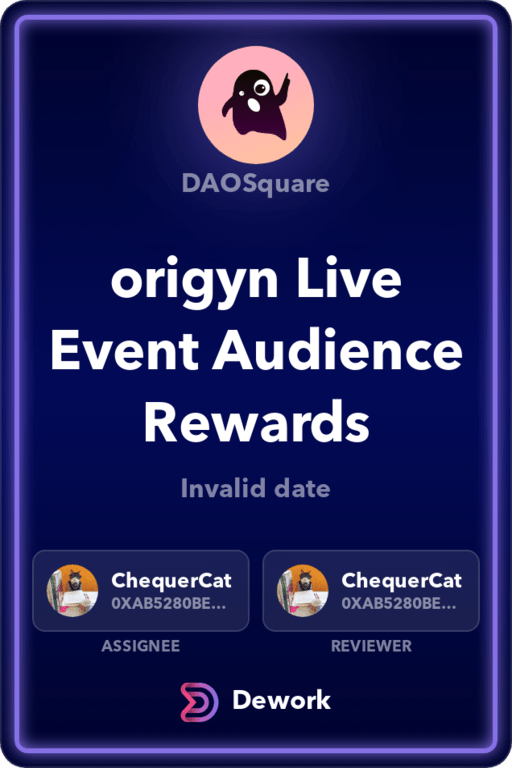 DAOSquare
origyn Live
Event Audience
Rewards
Invalid date
ChequerCat
0XAB5280BE...
ASSIGNEE
ChequerCat
0XAB5280BE...
REVIEWER
Dework